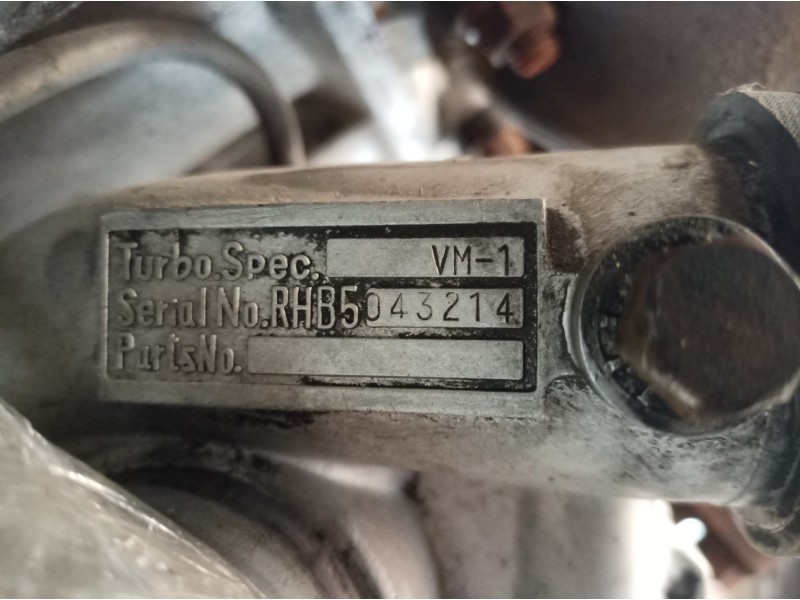 Turbo.Spec. VM-1
Serial No.RHB5 043214
PartsNo.